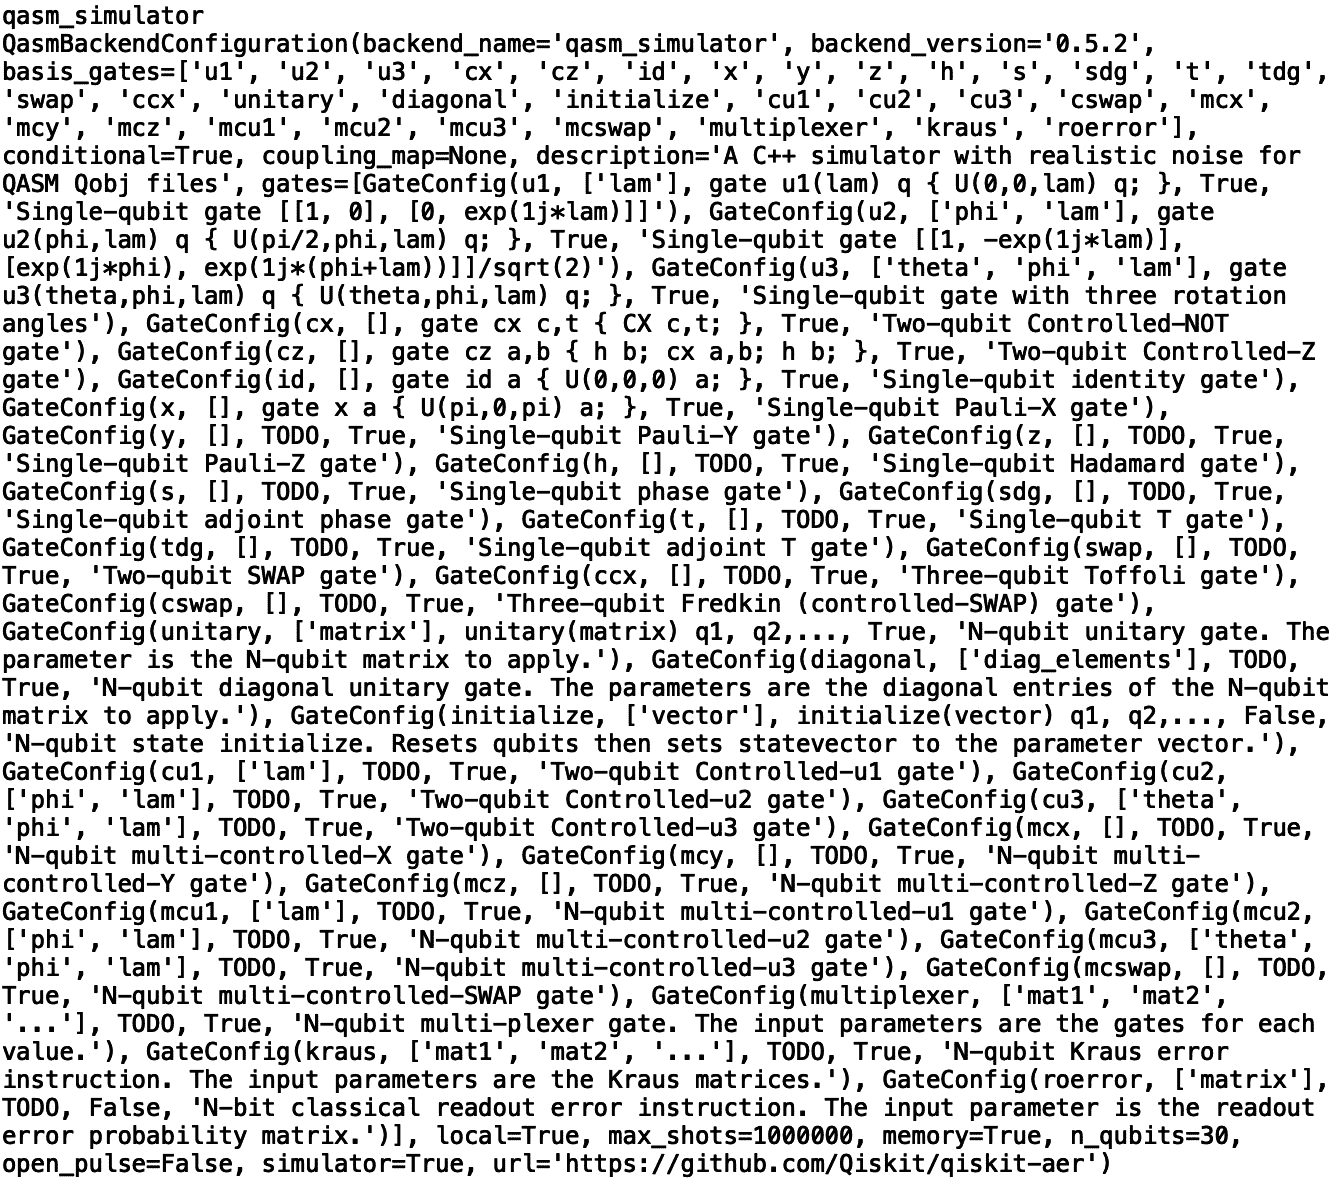 qasm_simulator
QasmBackendConfiguration(backend_name='qasm_simulator', backend_version='0.5.2',
basis_gates=['u1', 'u2', 'u3', 'cx', 'cz', 'id', 'x', 'y', 'z', 'h', 's', 'sdg', 't', 'tdg',
'swap', 'ccx', 'unitary', 'diagonal', 'initialize', 'cu1', 'cu2', 'cu3', 'cswap', 'mcx',
'mcy', 'mcz', 'mcu1', 'mcu2', 'mcu3', 'mcswap', 'multiplexer', 'kraus', 'roerror'],
conditional=True, coupling_map=None, description='A C++ simulator with realistic noise for
QASM Qobj files', gates=[GateConfig(u1, ['lam'], gate u1(lam) q { U(0,0,lam) q; }, True,
'Single-qubit gate [[1, 0], [0, exp(1j*lam)]]'), GateConfig(u2, ['phi', 'lam'], gate
u2(phi,lam) q { U(pi/2,phi,lam) q; }, True, 'Single-qubit gate [[1, -exp(1j*lam)],
[exp(1j*phi), exp(1j*(phi+lam))]]/sqrt(2)'), GateConfig(u3, ['theta', 'phi', 'lam'], gate
u3(theta,phi,lam) q { U(theta,phi,lam) q; }, True, 'Single-qubit gate with three rotation
angles'), GateConfig(cx, [], gate cx c,t { CX c,t; }, True, 'Two-qubit Controlled-NOT
gate'), GateConfig(cz, [], gate cz a,b { h b; cx a,b; h b; }, True, 'Two-qubit Controlled-Z
gate'), GateConfig(id, [], gate id a { U(0,0,0) a; }, True, 'Single-qubit identity gate'),
GateConfig(x, [], gate x a { U(pi,0,pi) a; }, True, 'Single-qubit Pauli-X gate'),
GateConfig(y, [], TODO, True, 'Single-qubit Pauli-Y gate'), GateConfig(z, [], TODO, True,
'Single-qubit Pauli-Z gate'), GateConfig(h, [], TODO, True, 'Single-qubit Hadamard gate'),
GateConfig(s, [], TODO, True, 'Single-qubit phase gate'), GateConfig(sdg, [], TODO, True,
'Single-qubit adjoint phase gate'), GateConfig(t, [], TODO, True, 'Single-qubit T gate'),
GateConfig(tdg, [], TODO, True, 'Single-qubit adjoint T gate'), GateConfig(swap, [], TODO,
True, 'Two-qubit SWAP gate'), GateConfig(ccx, [], TODO, True, 'Three-qubit Toffoli gate'),
GateConfig(cswap, [], TODO, True, 'Three-qubit Fredkin (controlled-SWAP) gate'),
GateConfig(unitary, ['matrix'], unitary(matrix) q1, q2,..., True, 'N-qubit unitary gate. The
parameter is the N-qubit matrix to apply.'), GateConfig(diagonal, ['diag_elements'], TODO,
True, 'N-qubit diagonal unitary gate. The parameters are the diagonal entries of the N-qubit
matrix to apply.'), GateConfig(initialize, ['vector'], initialize(vector) q1, q2,..., False,
'N-qubit state initialize. Resets qubits then sets statevector to the parameter vector.'),
GateConfig(cu1, ['lam'], TODO, True, 'Two-qubit Controlled-u1 gate'), GateConfig(cu2,
['phi', 'lam'], TODO, True, 'Two-qubit Controlled-u2 gate'), GateConfig(cu3, ['theta',
'phi', 'lam'], TODO, True, 'Two-qubit Controlled-u3 gate'), GateConfig(mcx, [], TODO, True,
'N-qubit multi-controlled-X gate'), GateConfig(mcy, [], TODO, True, 'N-qubit multi-
controlled-Y gate'), GateConfig(mcz, [], TODO, True, 'N-qubit multi-controlled-Z gate'),
GateConfig(mcu1, ['lam'], TODO, True, 'N-qubit multi-controlled-u1 gate'), GateConfig(mcu2,
['phi', 'lam'], TODO, True, 'N-qubit multi-controlled-u2 gate'), GateConfig(mcu3, ['theta',
'phi', 'lam'], TODO, True, 'N-qubit multi-controlled-u3 gate'), GateConfig(mcswap, [], TODO,
True, 'N-qubit multi-controlled-SWAP gate'), GateConfig(multiplexer, ['mat1', 'mat2',
'...'], TODO, True, 'N-qubit multi-plexer gate. The input parameters are the gates for each
value.'), GateConfig(kraus, ['mat1', 'mat2', '...'], TODO, True, 'N-qubit Kraus error
instruction. The input parameters are the Kraus matrices.'), GateConfig(roerror, ['matrix'],
TODO, False, 'N-bit classical readout error instruction. The input parameter is the readout
error probability matrix.')], local=True, max_shots=1000000, memory=True, n_qubits=30,
open_pulse=False, simulator=True, url='https://github.com/Qiskit/qiskit-aer')